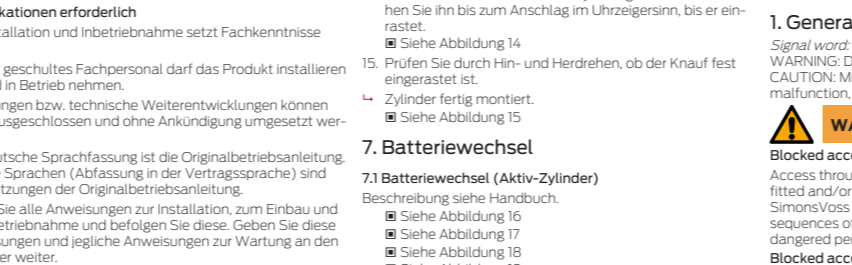 kationen erforderlich
tallation und Inbetriebnahme setzt Fachkenntnisse
geschultes Fachpersonal darf das Produkt installieren
in Betrieb nehmen.
ungen bzw. technische Weiterentwicklungen können
usgeschlossen und ohne Ankündigung umgesetzt wer-
utsche Sprachfassung ist die Originalbetriebsanleitung.
Sprachen (Abfassung in der Vertragssprache) sind
tzungen der Originalbetriebsanleitung.
Sie alle Anweisungen zur Installation, zum Einbau und
etriebnahme und befolgen Sie diese. Geben Sie diese
sungen und jegliche Anweisungen zur Wartung an den
er weiter.
hen Sie ihn bis zum Anschlag im Uhrzeigersinn, bis er ein-
rastet.
▣ Siehe Abbildung 14
15. Prüfen Sie durch Hin- und Herdrehen, ob der Knauf fest
eingerastet ist.
↳ Zylinder fertig montiert.
▣ Siehe Abbildung 15
7. Batteriewechsel
7.1 Batteriewechsel (Aktiv-Zylinder)
Beschreibung siehe Handbuch.
▣ Siehe Abbildung 16
▣ Siehe Abbildung 17
▣ Siehe Abbildung 18
1. Genera
Signal word:
WARNING: D
CAUTION: M
malfunction,
WA
Blocked acce
Access throu
fitted and/or
SimonsVoss
sequences of
dangered per
Blocked acce